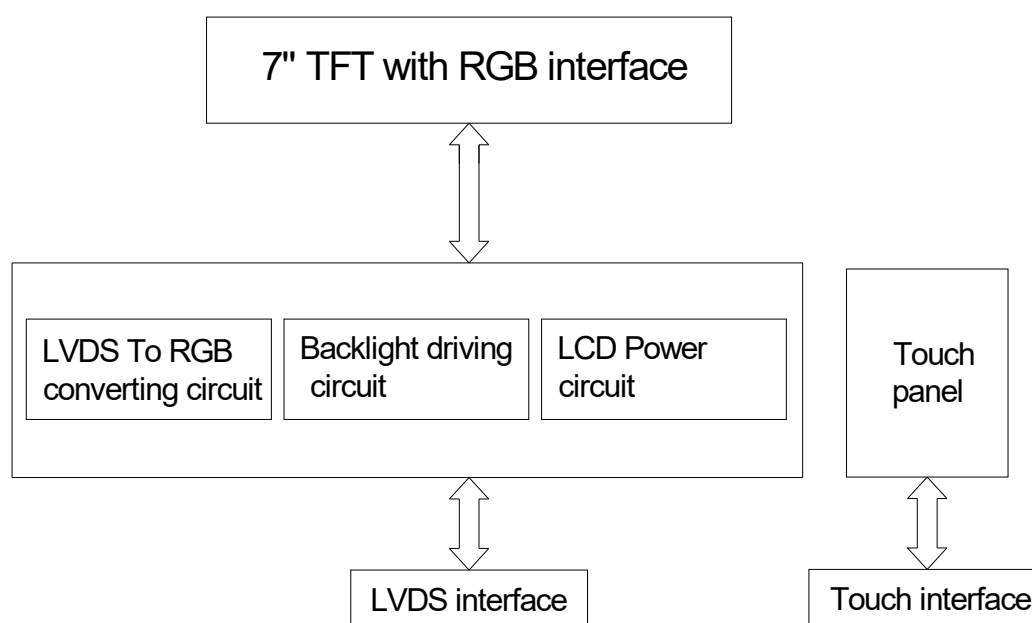 7" TFT with RGB interface
LVDS To RGB
converting circuit
Backlight driving
circuit
LCD Power
circuit
Touch
panel
LVDS interface
Touch interface